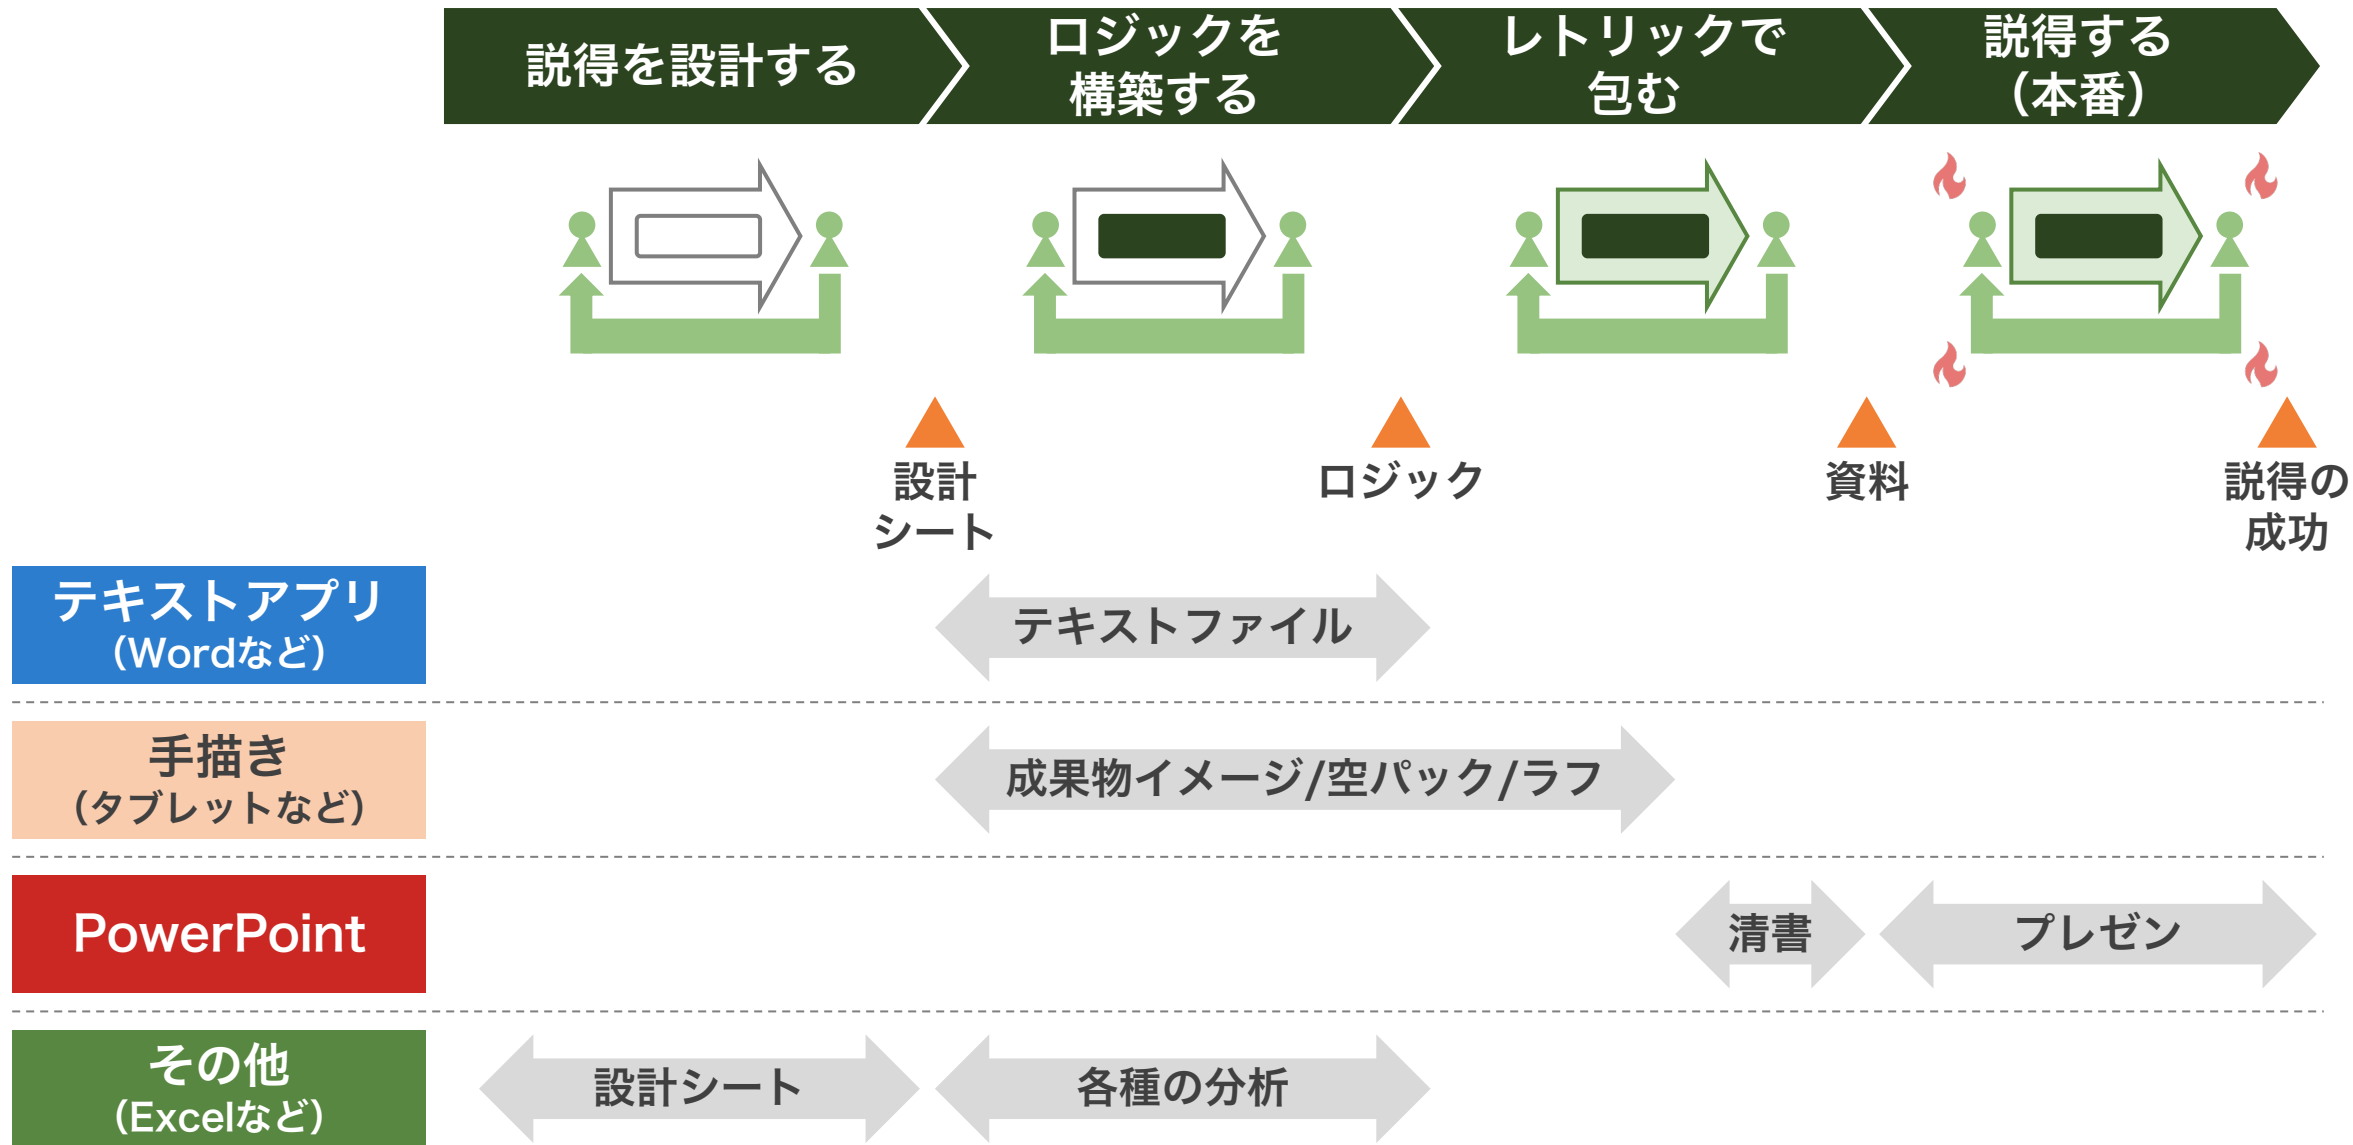 説得を設計する
ロジックを
構築する
レトリックで
包む
説得する
（本番）
設計
シート
ロジック
資料
説得の
成功
テキストアプリ
（Wordなど）
テキストファイル
手描き
（タブレットなど）
成果物イメージ/空パック/ラフ
PowerPoint
清書
プレゼン
その他
（Excelなど）
設計シート
各種の分析